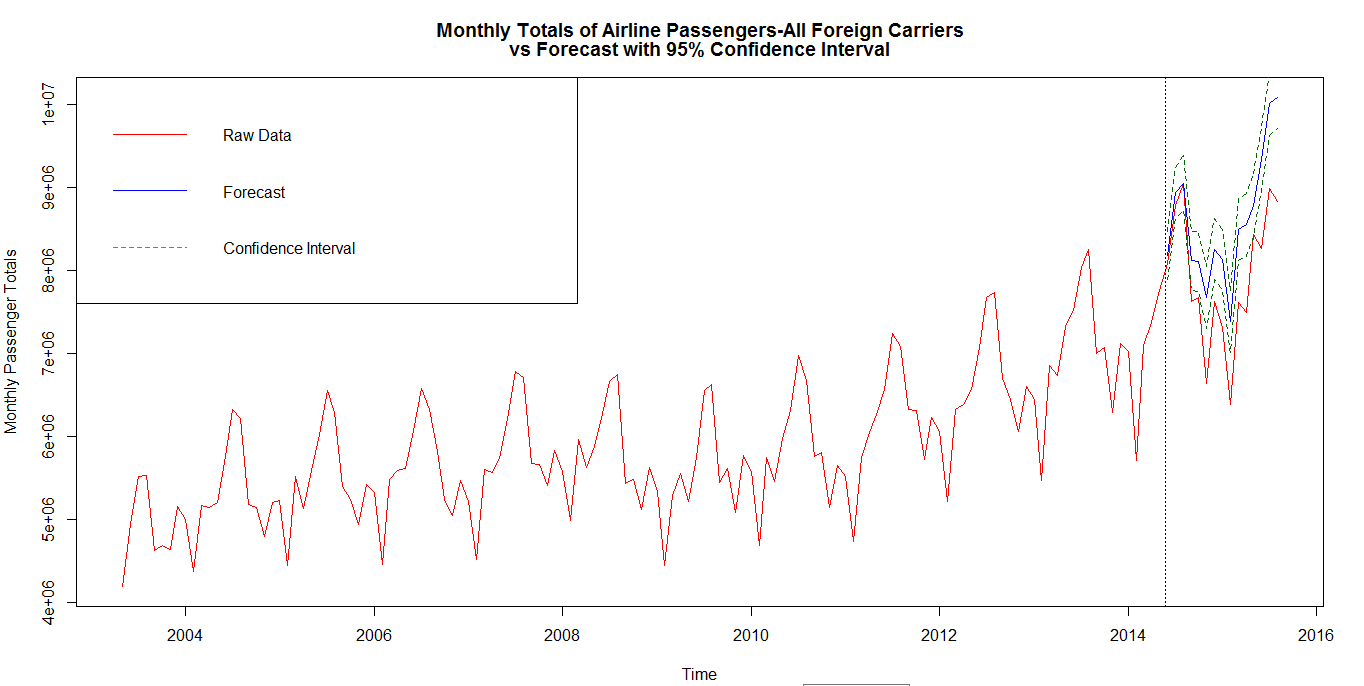 Monthly Totals of Airline Passengers-All Foreign Carriers
vs Forecast with 95% Confidence Interval
Raw Data
Forecast
Confidence Interval
Monthly Passenger Totals
1e+07
9e+06
8e+06
7e+06
6e+06
5e+06
4e+06
2004 2006 2008 2010 2012 2014 2016
Time